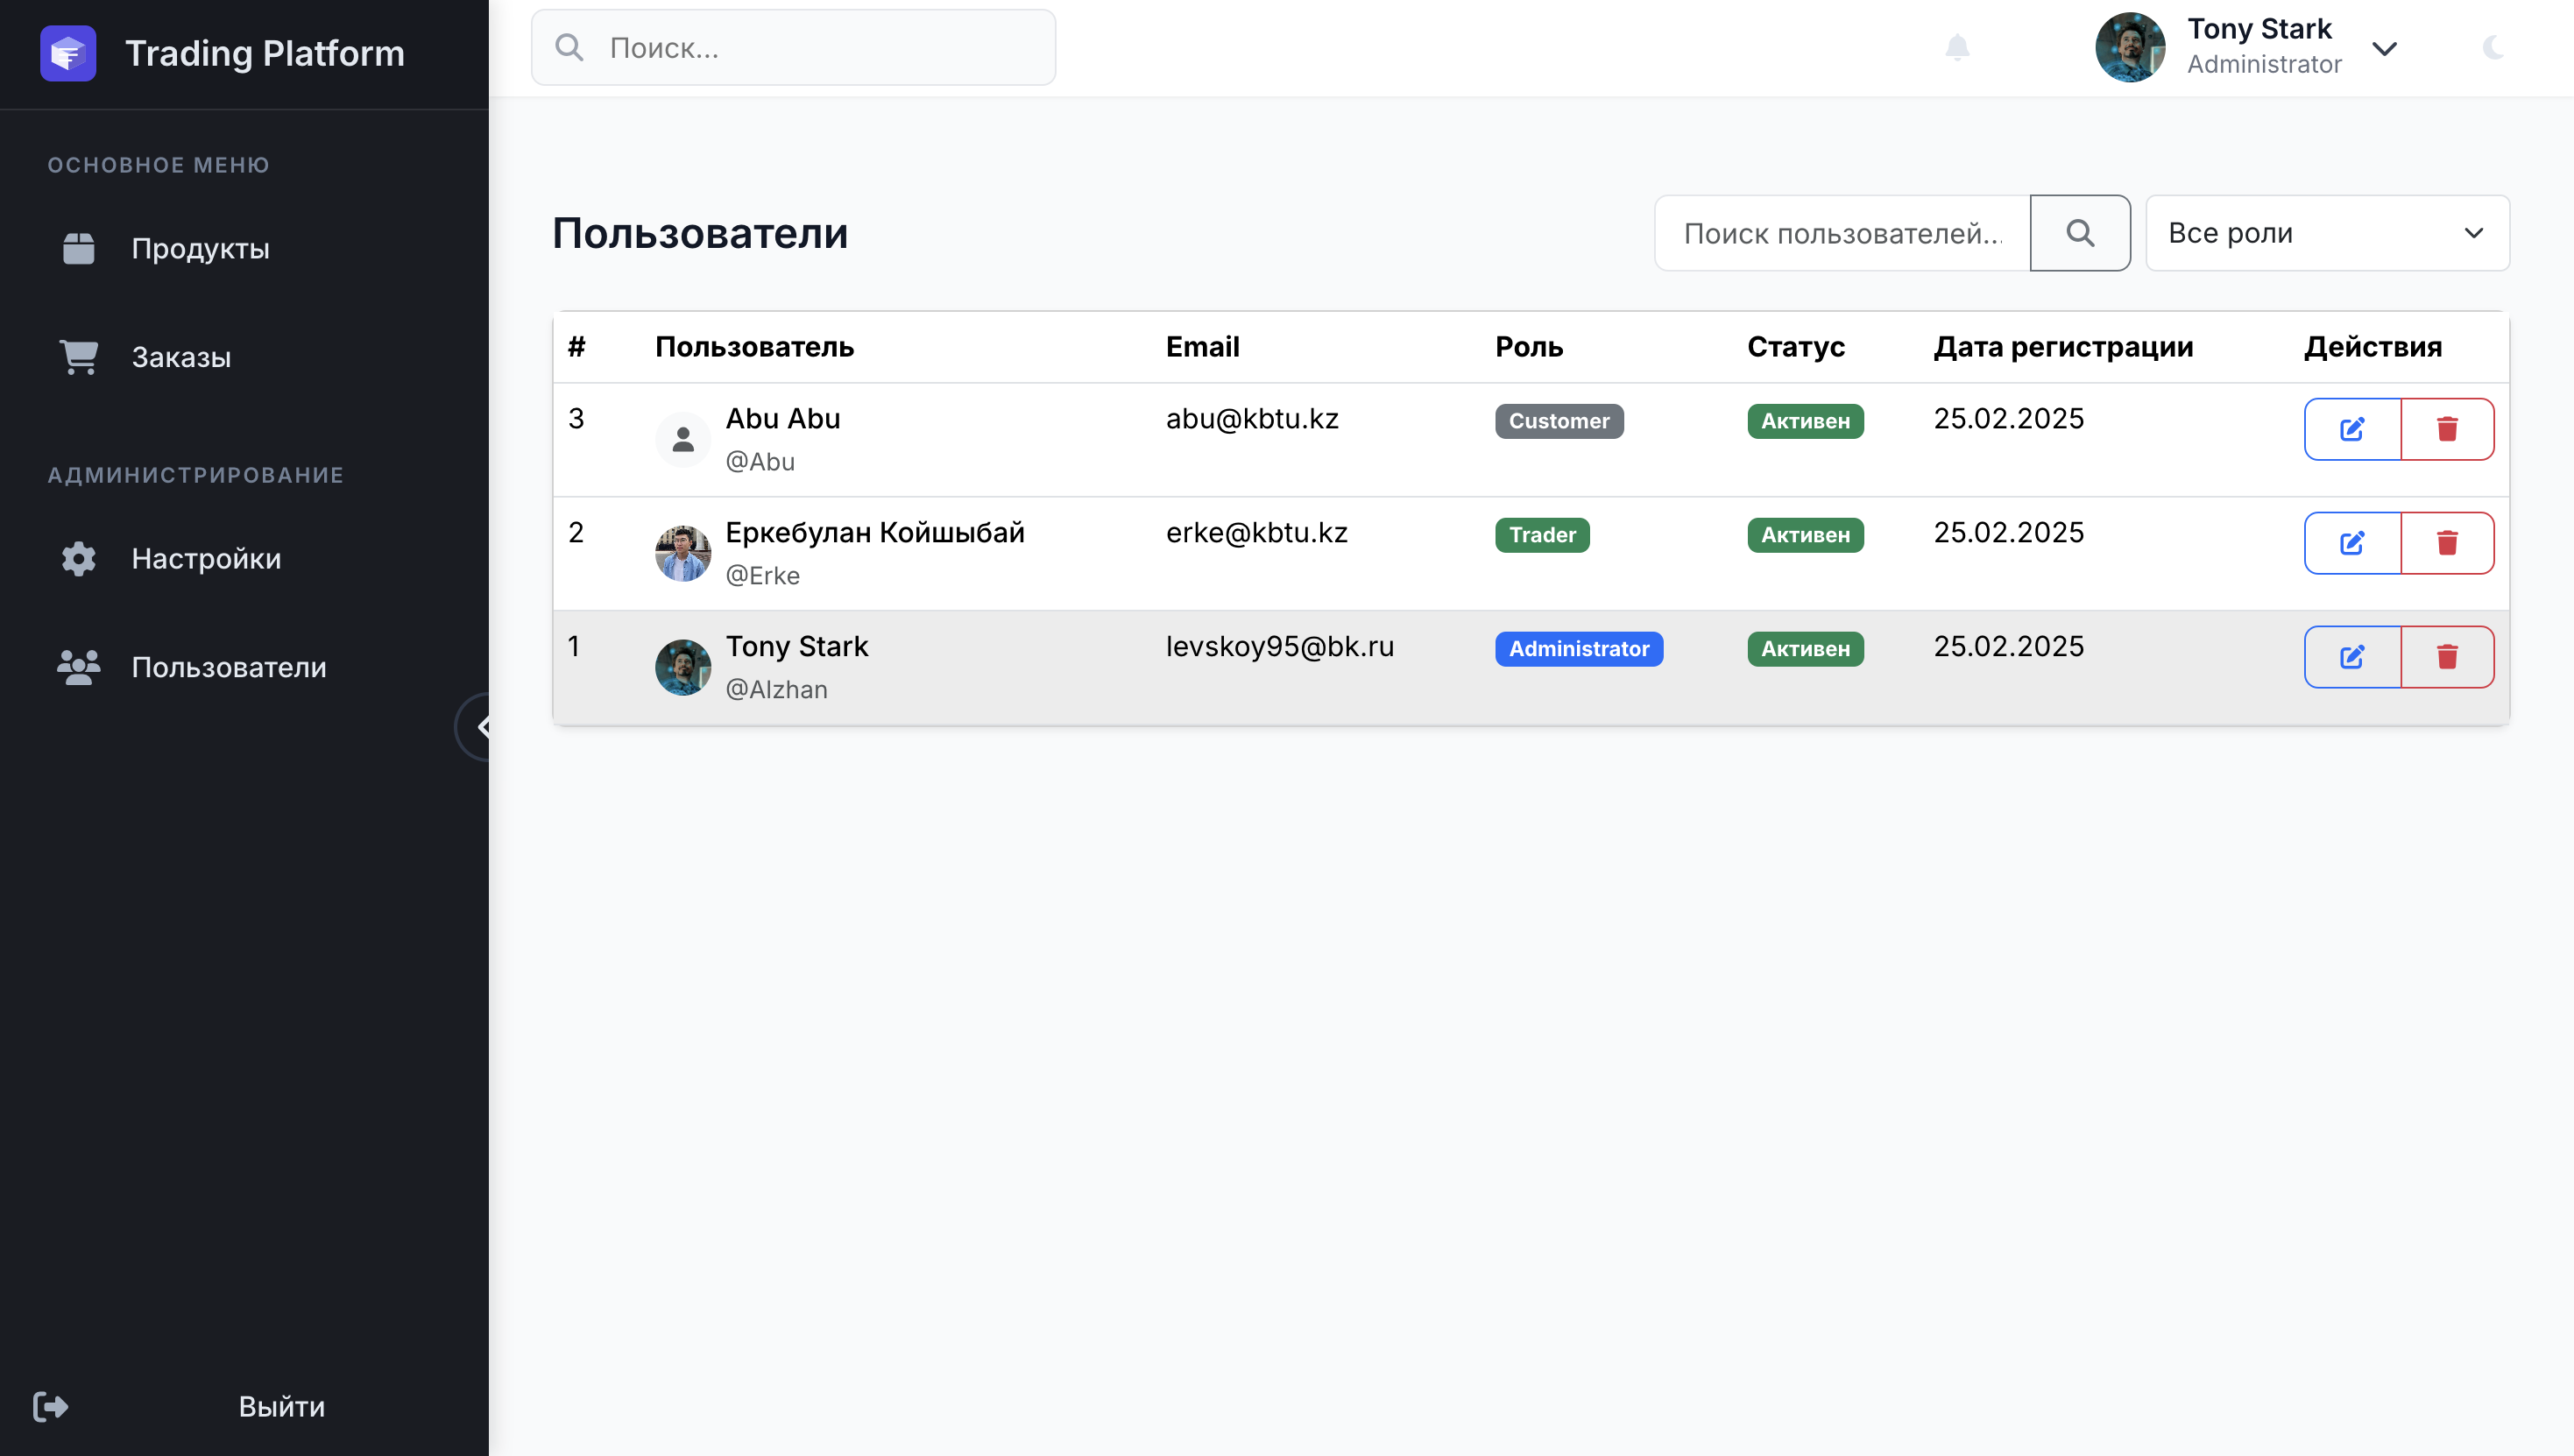 Trading Platform
Поиск...
Tony Stark
Administrator
ОСНОВНОЕ МЕНЮ
Продукты
Заказы
АДМИНИСТРИРОВАНИЕ
Настройки
Пользователи
Выйти
Пользователи
Поиск пользователей...
Все роли
# Пользователь Email Роль Статус Дата регистрации Действия
3 Abu Abu abu@kbtu.kz Customer Активен 25.02.2025
@Abu
2 Еркебулан Койшыбай erke@kbtu.kz Trader Активен 25.02.2025
@Erke
1 Tony Stark levskoy95@bk.ru Administrator Активен 25.02.2025
@Alzhan